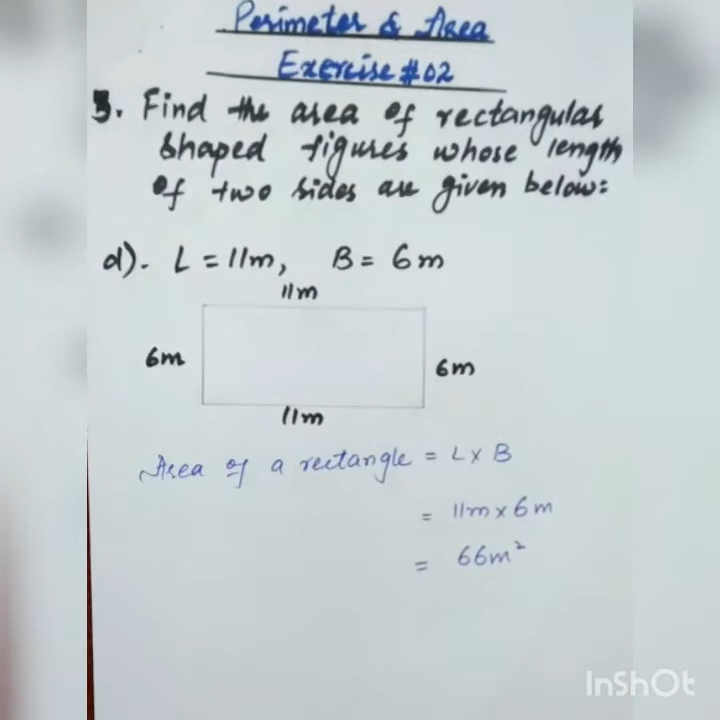 Perimeter & Area
Exercise #02
3. Find the area of rectangular
shaped figures whose length
of two sides are given below:
d). L = 11m, B = 6m
11m
6m
6m
11m
Area of a rectangle = L x B
= 11m x 6m
= 66m²
InShOt